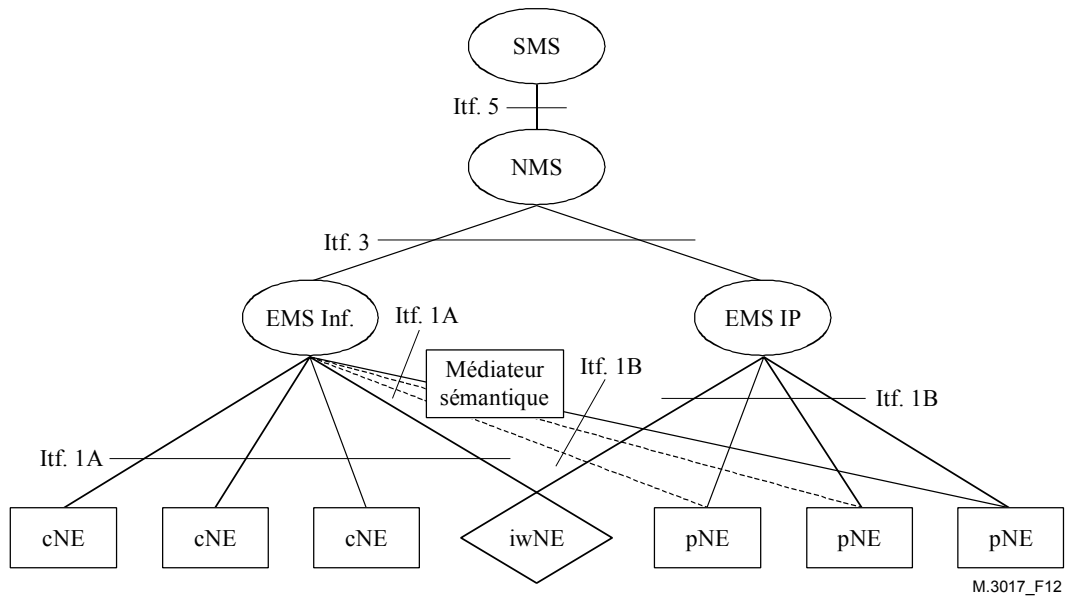 SMS
Itf. 5
NMS
Itf. 3
EMS Inf.
Itf. 1A
EMS IP
Médiateur
sémantique
Itf. 1B
Itf. 1B
Itf. 1A
cNE
cNE
cNE
iwNE
pNE
pNE
pNE
M.3017_F12